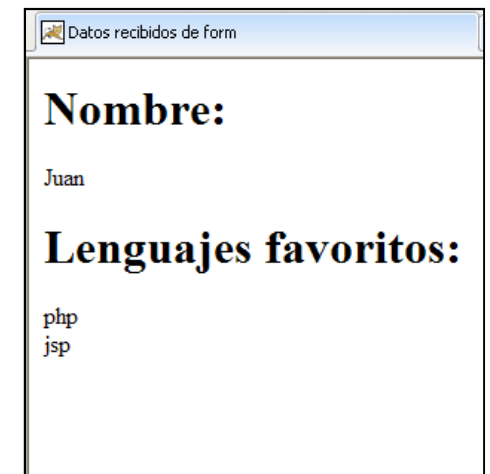 Datos recibidos de form
Nombre:
Juan
Lenguajes favoritos:
php
jsp